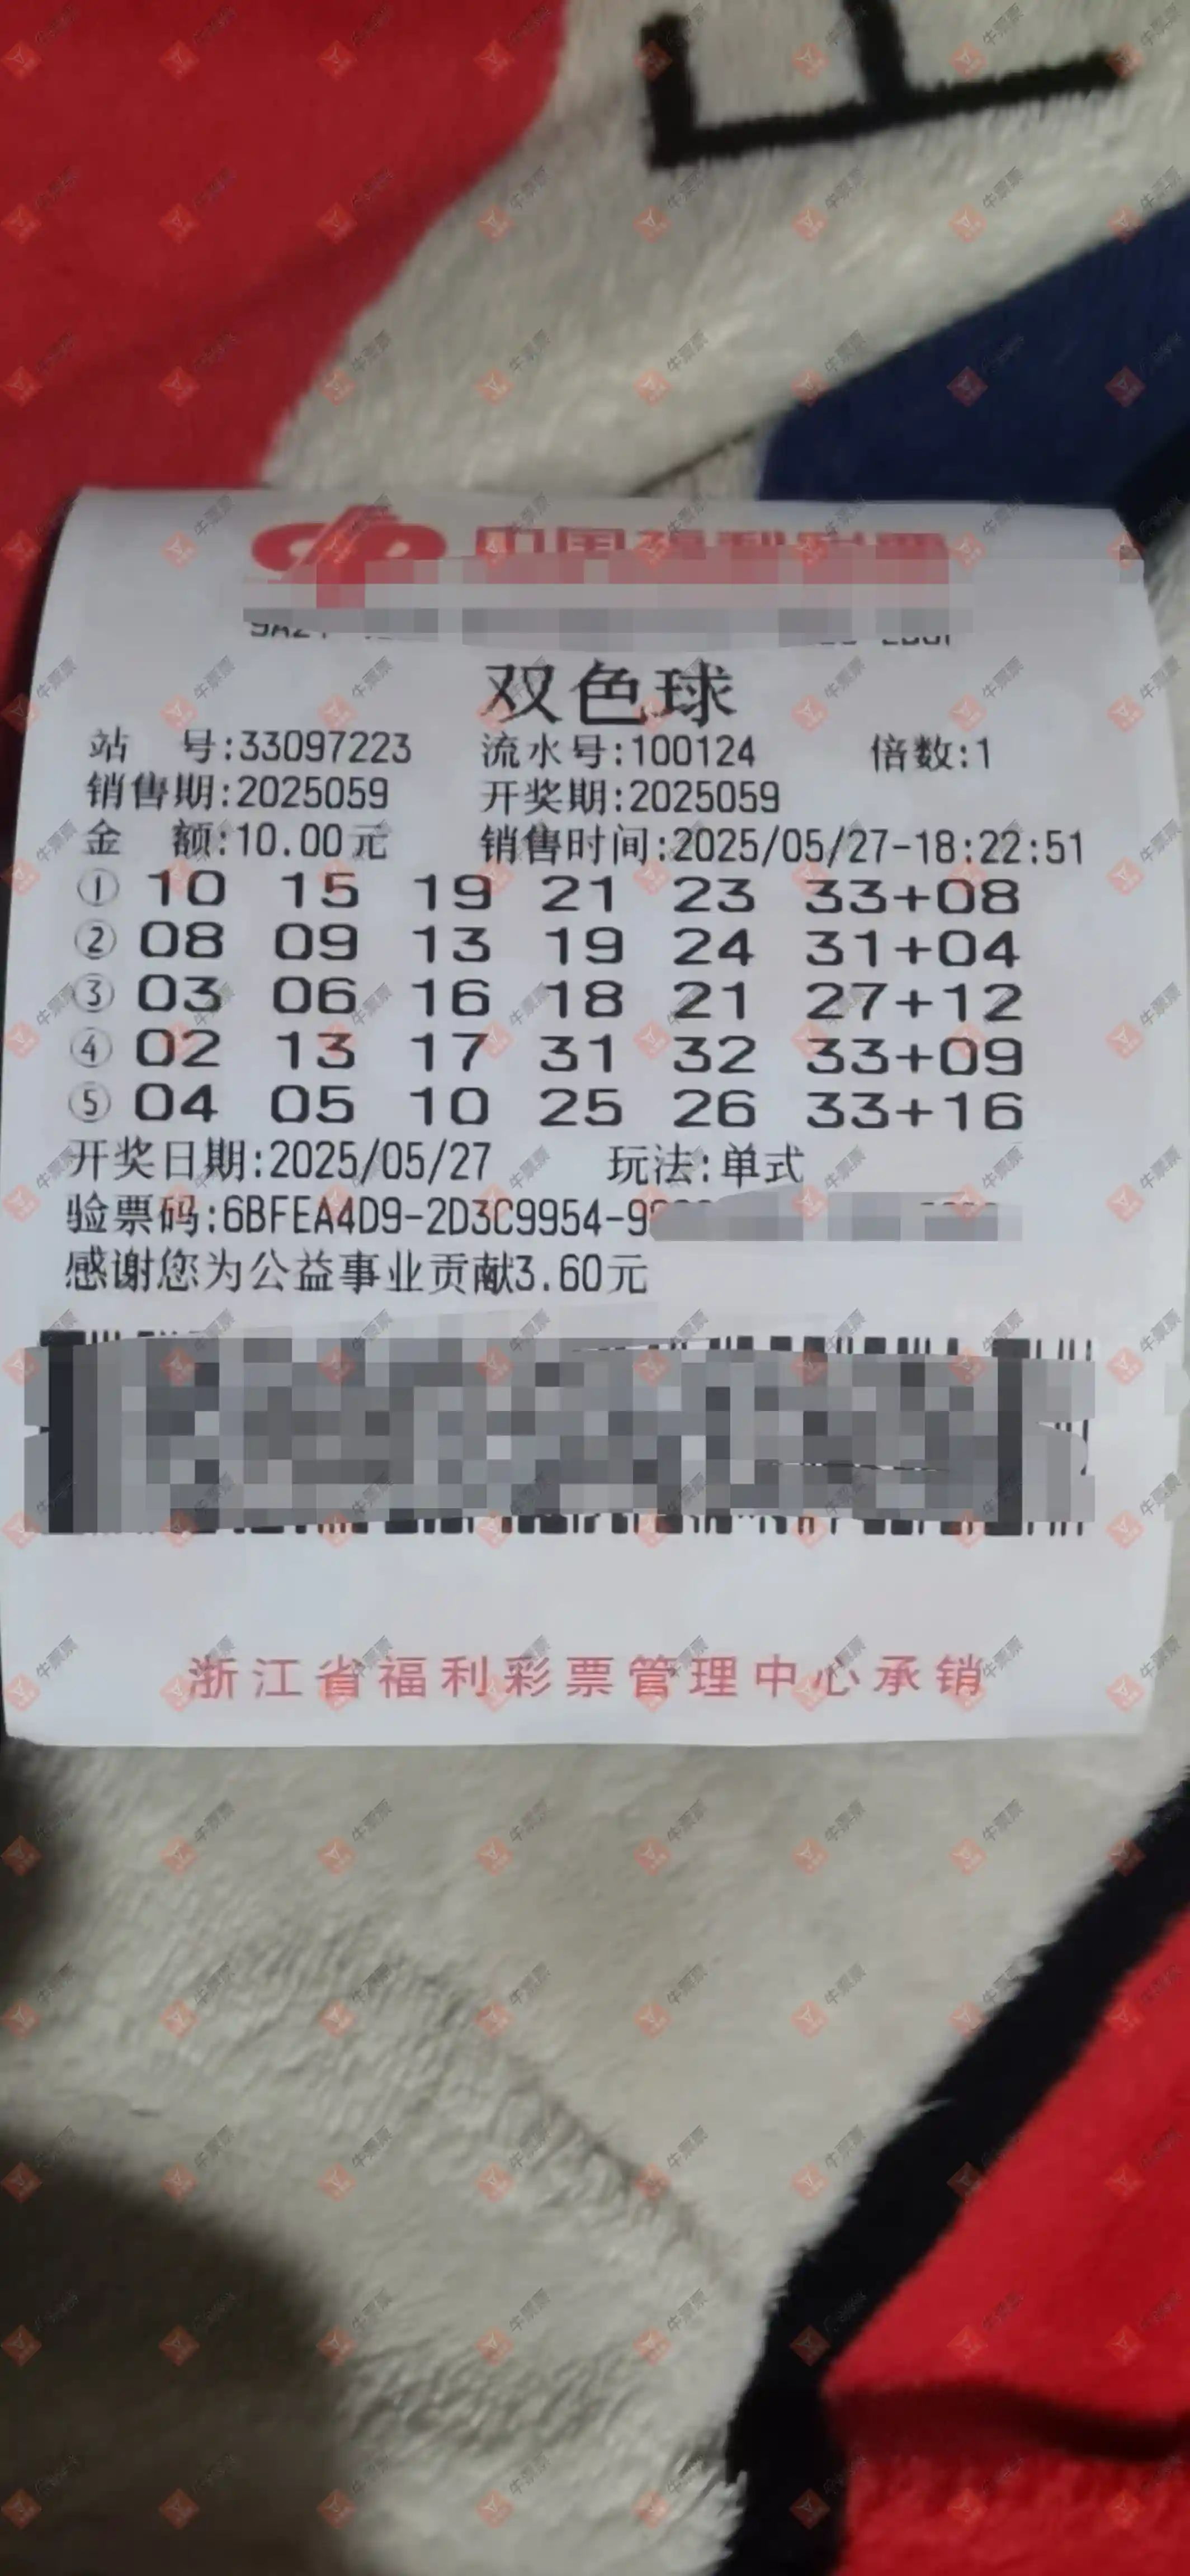 中国福利彩票
双色球
站 号:33097223 流水号:100124 倍数:1
销售期:2025059 开奖期:2025059
金 额:10.00元 销售时间:2025/05/27-18:22:51
① 10 15 19 21 23 33+08
② 08 09 13 19 24 31+04
③ 03 06 16 18 21 27+12
④ 02 13 17 31 32 33+09
⑤ 04 05 10 25 26 33+16
开奖日期:2025/05/27 玩法:单式
验票码:6BFEA4D9-2D3C9954-9
感谢您为公益事业贡献3.60元
浙江省福利彩票管理中心承销
牛票票